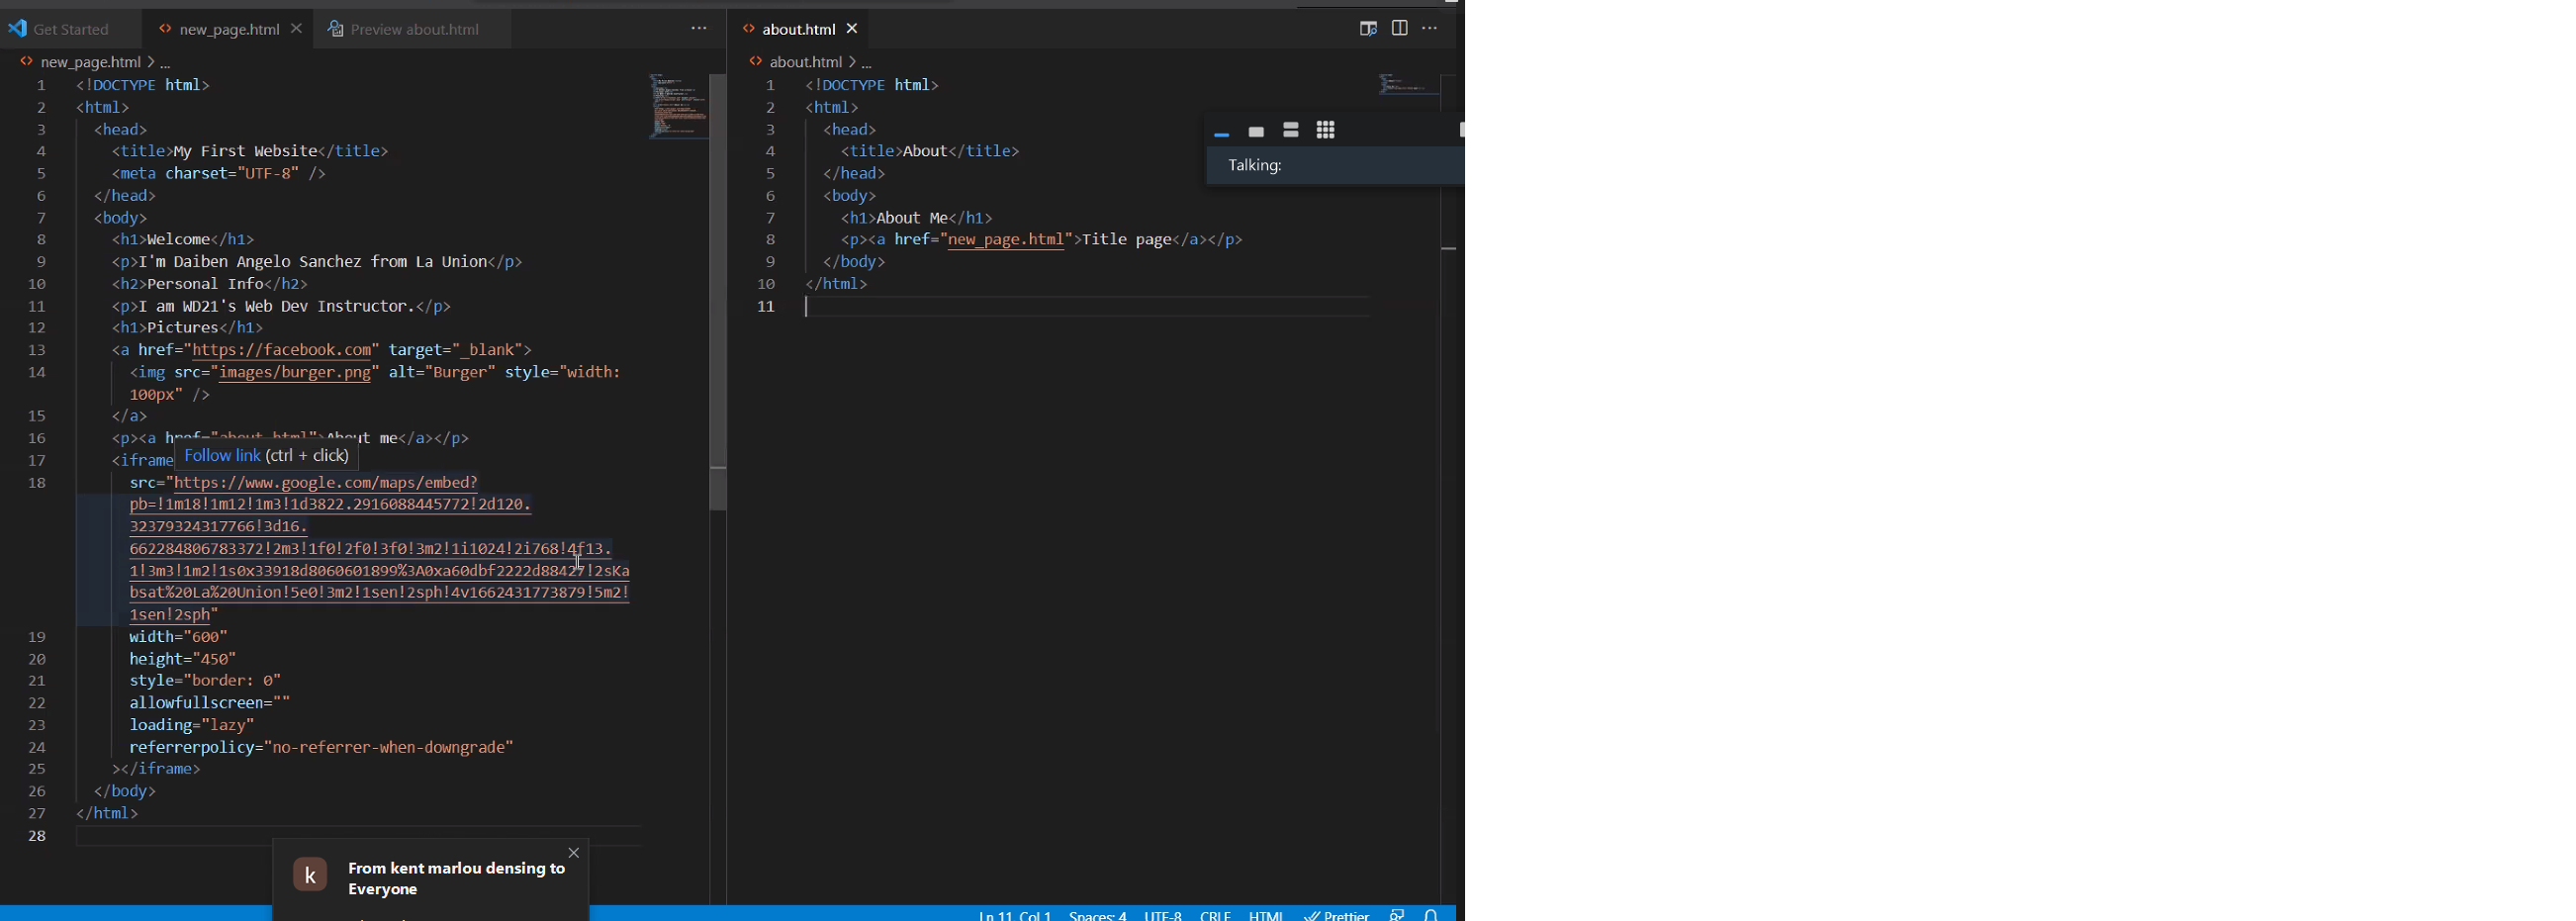 Get Started
new_page.html
Preview about.html
...
new_page.html > ...
1 <!DOCTYPE html>
2 <html>
3 <head>
4 <title>My First Website</title>
5 <meta charset="UTF-8" />
6 </head>
7 <body>
8 <h1>Welcome</h1>
9 <p>I'm Daiben Angelo Sanchez from La Union</p>
10 <h2>Personal Info</h2>
11 <p>I am WD21's Web Dev Instructor.</p>
12 <h1>Pictures</h1>
13 <a href="https://facebook.com" target="_blank">
14 <img src="images/burger.png" alt="Burger" style="width:
100px" />
15 </a>
16 <p><a href="about.html">About me</a></p>
17 <iframe
Follow link (ctrl + click)
18 src="https://www.google.com/maps/embed?
pb=!1m18!1m12!1m3!1d3822.2916088445772!2d120.
32379324317766!3d16.
662284806783372!2m3!1f0!2f0!3f0!3m2!1i1024!2i768!4f13.
1!3m3!1m2!1s0x33918d8060601899%3A0xa60dbf2222d88427!2sKa
bsat%20La%20Union!5e0!3m2!1sen!2sph!4v1662431773879!5m2!
1sen!2sph"
19 width="600"
20 height="450"
21 style="border: 0"
22 allowfullscreen=""
23 loading="lazy"
24 referrerpolicy="no-referrer-when-downgrade"
25 ></iframe>
26 </body>
27 </html>
28
k
From kent marlou densing to
Everyone
about.html
...
about.html > ...
1 <!DOCTYPE html>
2 <html>
3 <head>
4 <title>About</title>
5 </head>
6 <body>
7 <h1>About Me</h1>
8 <p><a href="new_page.html">Title page</a></p>
9 </body>
10 </html>
11
Talking:
Ln 11, Col 1 Spaces: 4 UTF-8 CRLF HTML Prettier